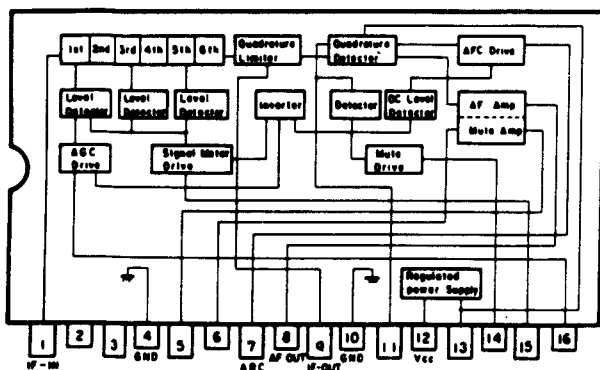 1st 2nd 3rd 4th 5th 6th
Quadrature
Limiter
Quadrature
Detector
AFC Drive
Level
Detector
Level
Detector
Level
Detector
Invertor
Detector
DC Level
Detector
AF Amp
Mute Amp
AGC
Drive
Signal Meter
Drive
Mute
Drive
Regulated
power Supply
1 2 3 4 5 6 7 8 9 10 11 12 13 14 15 16
IF-IN GND AFC AF OUT IF-OUT GND Vcc